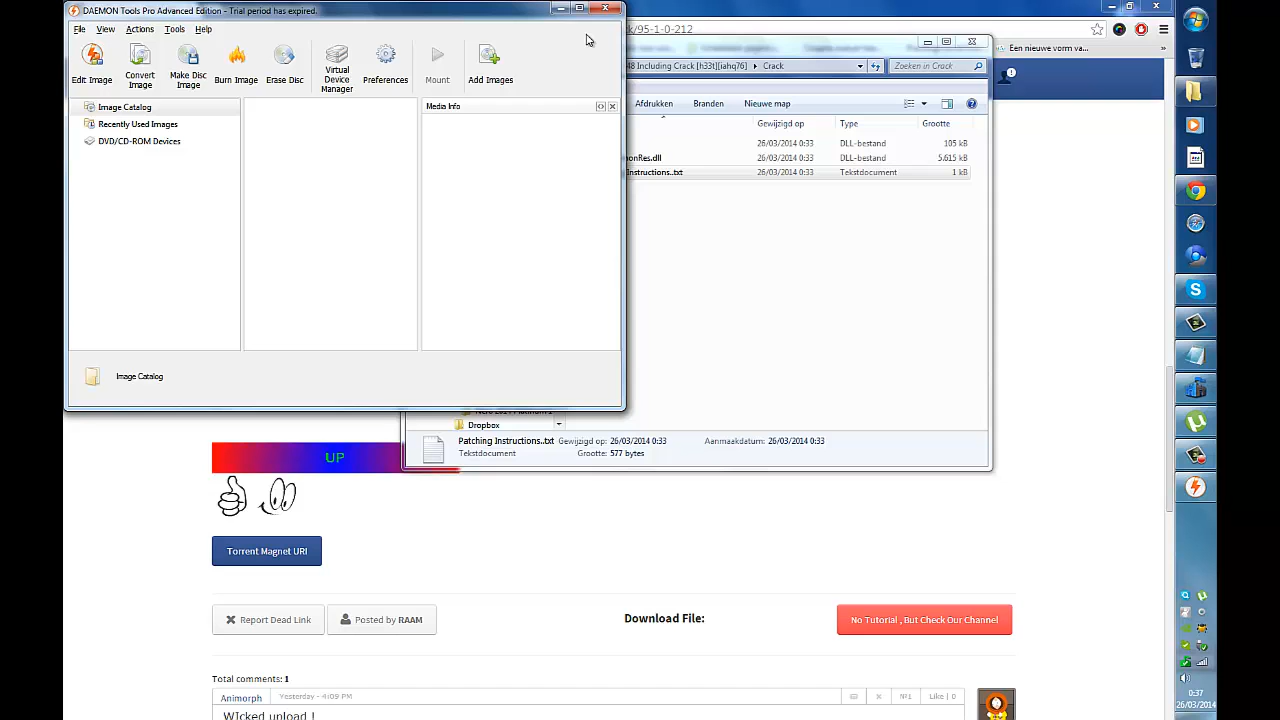 DAEMON Tools Pro Advanced Edition - Trial period has expired.
File View Actions Tools Help
Edit Image
Convert Image
Make Disc Image
Burn Image
Erase Disc
Virtual Device Manager
Preferences
Mount
Add Images
Image Catalog
Recently Used Images
DVD/CD-ROM Devices
Media Info
Image Catalog
k/95-1-0-212
Een nieuwe vorm va...
48 Including Crack [h33t][iahq76] Crack
Zoeken in Crack
Afdrukken Branden Nieuwe map
Gewijzigd op Type Grootte
26/03/2014 0:33 DLL-bestand 105 kB
onRes.dll 26/03/2014 0:33 DLL-bestand 5.615 kB
Instructions..txt 26/03/2014 0:33 Tekstdocument 1 kB
Dropbox
Patching Instructions..txt Gewijzigd op: 26/03/2014 0:33 Aanmaakdatum: 26/03/2014 0:33
Tekstdocument Grootte: 577 bytes
UP
Torrent Magnet URI
Report Dead Link
Posted by RAAM
Download File:
No Tutorial , But Check Our Channel
Total comments: 1
Animorph Yesterday - 4:09 PM №1 Like | 0
WIcked upload !
0:37
26/03/2014